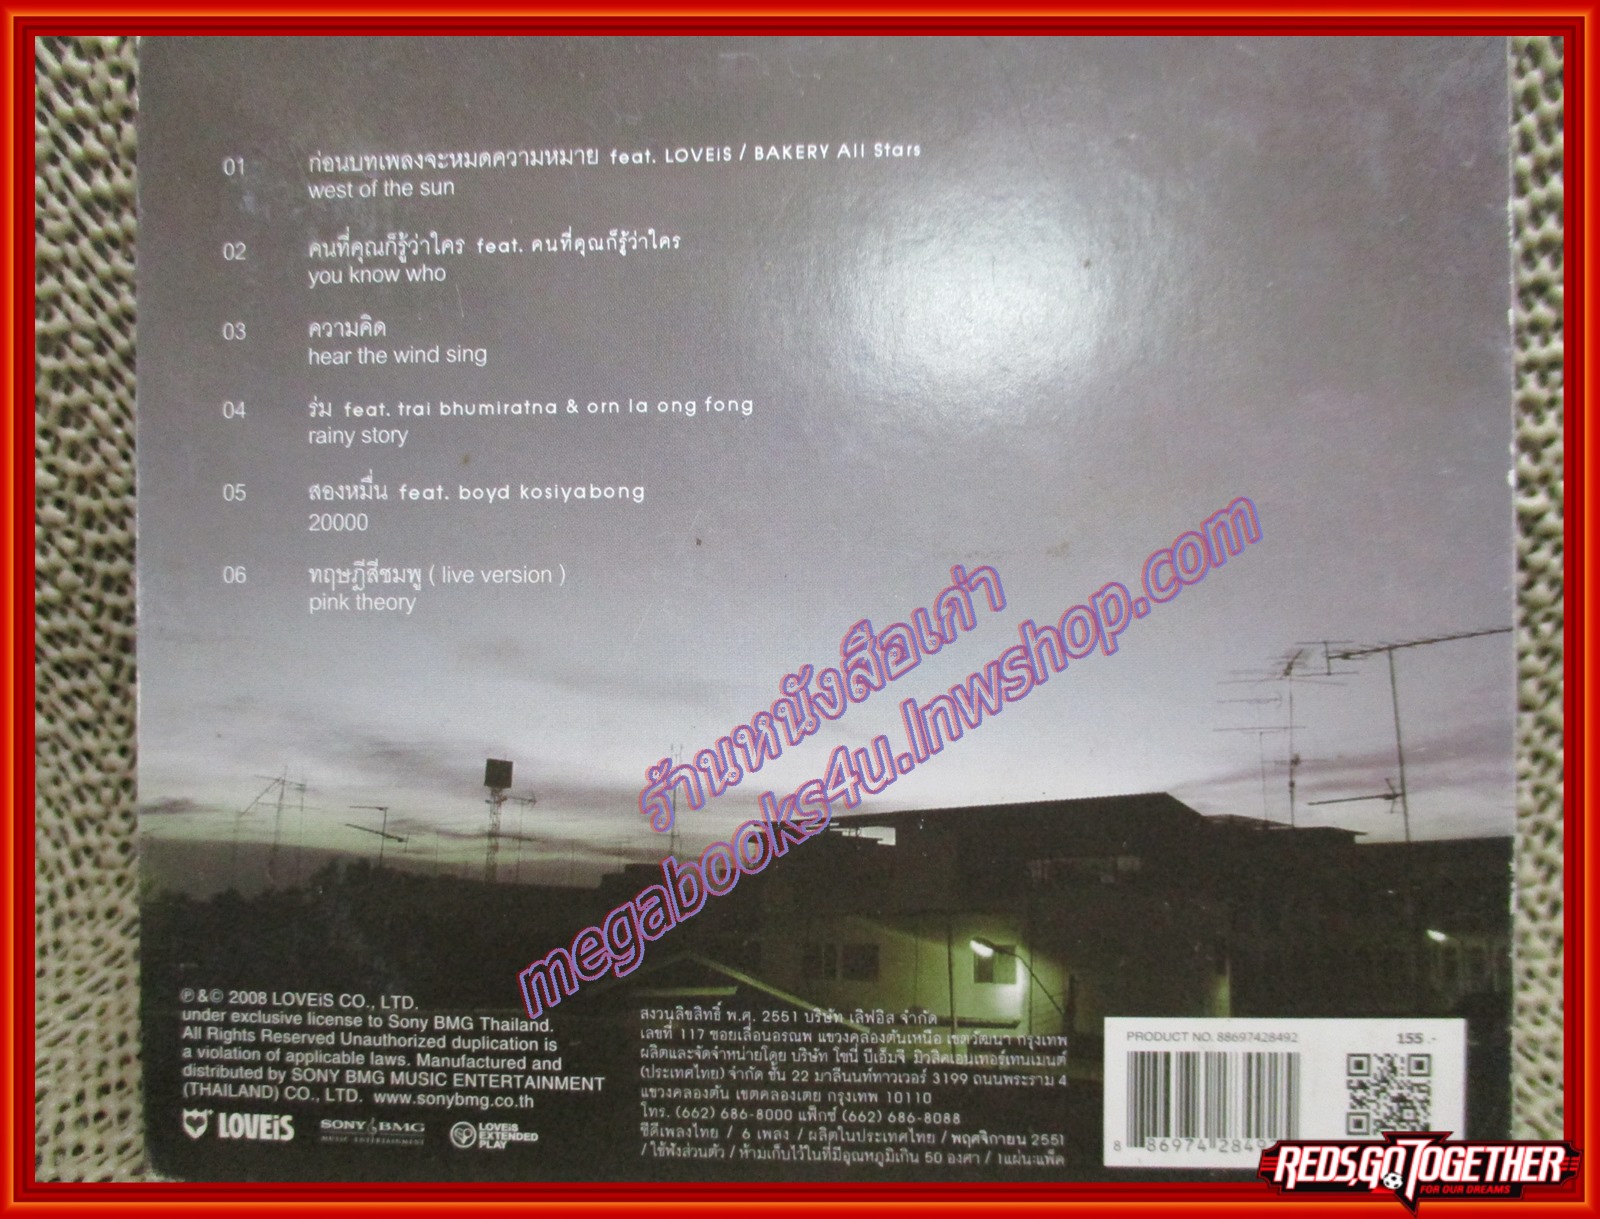 01 ก่อนบทเพลงจะหมดความหมาย feat. LOVEiS / BAKERY All Stars
west of the sun
02 คนที่คุณก็รู้ว่าใคร feat. คนที่คุณก็รู้ว่าใคร
you know who
03 ความคิด
hear the wind sing
04 ร่ม feat. trai bhumiratna & orn la ong fong
rainy story
05 สองหมื่น feat. boyd kosiyabong
20000
06 ทฤษฎีสีชมพู ( live version )
pink theory
ร้านหนังสือเก่า
megabooks4u.lnwshop.com
℗ & © 2008 LOVEiS CO., LTD.
under exclusive license to Sony BMG Thailand.
All Rights Reserved Unauthorized duplication is
a violation of applicable laws. Manufactured and
distributed by SONY BMG MUSIC ENTERTAINMENT
(THAILAND) CO., LTD. www.sonybmg.co.th
LOVEiS
SONY BMG
MUSIC ENTERTAINMENT
LOVEiS
EXTENDED
PLAY
สงวนลิขสิทธิ์ พ.ศ. 2551 บริษัท เลิฟอิส จำกัด
เลขที่ 117 ซอยเลื่อนอรณพ แขวงคลองตันเหนือ เขตวัฒนา กรุงเทพ
ผลิตและจัดจำหน่ายโดย บริษัท โซนี่ บีเอ็มจี มิวสิคเอนเทอร์เทนเมนต์
(ประเทศไทย) จำกัด ชั้น 22 มาลีนนท์ทาวเวอร์ 3199 ถนนพระราม 4
แขวงคลองตัน เขตคลองเตย กรุงเทพ 10110
โทร. (662) 686-8000 แฟ็กซ์ (662) 686-8088
ซีดีเพลงไทย / 6 เพลง / ผลิตในประเทศไทย / พฤศจิกายน 2551
/ ใช้ฟังส่วนตัว / ห้ามเก็บไว้ในที่มีอุณหภูมิเกิน 50 องศา / 1แผ่น:แพ็ค
PRODUCT NO. 88697428492
155 .-
8 86974 2849
REDS,GO TOGETHER
FOR OUR DREAMS